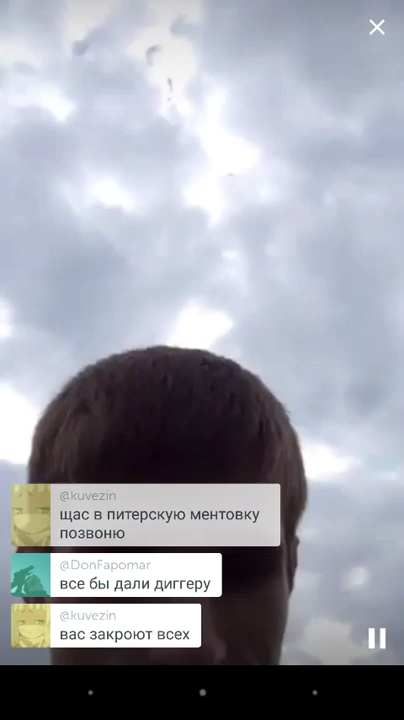 @kuvezin
щас в питерскую ментовку
позвоню
@DonFapomar
все бы дали диггеру
@kuvezin
вас закроют всех